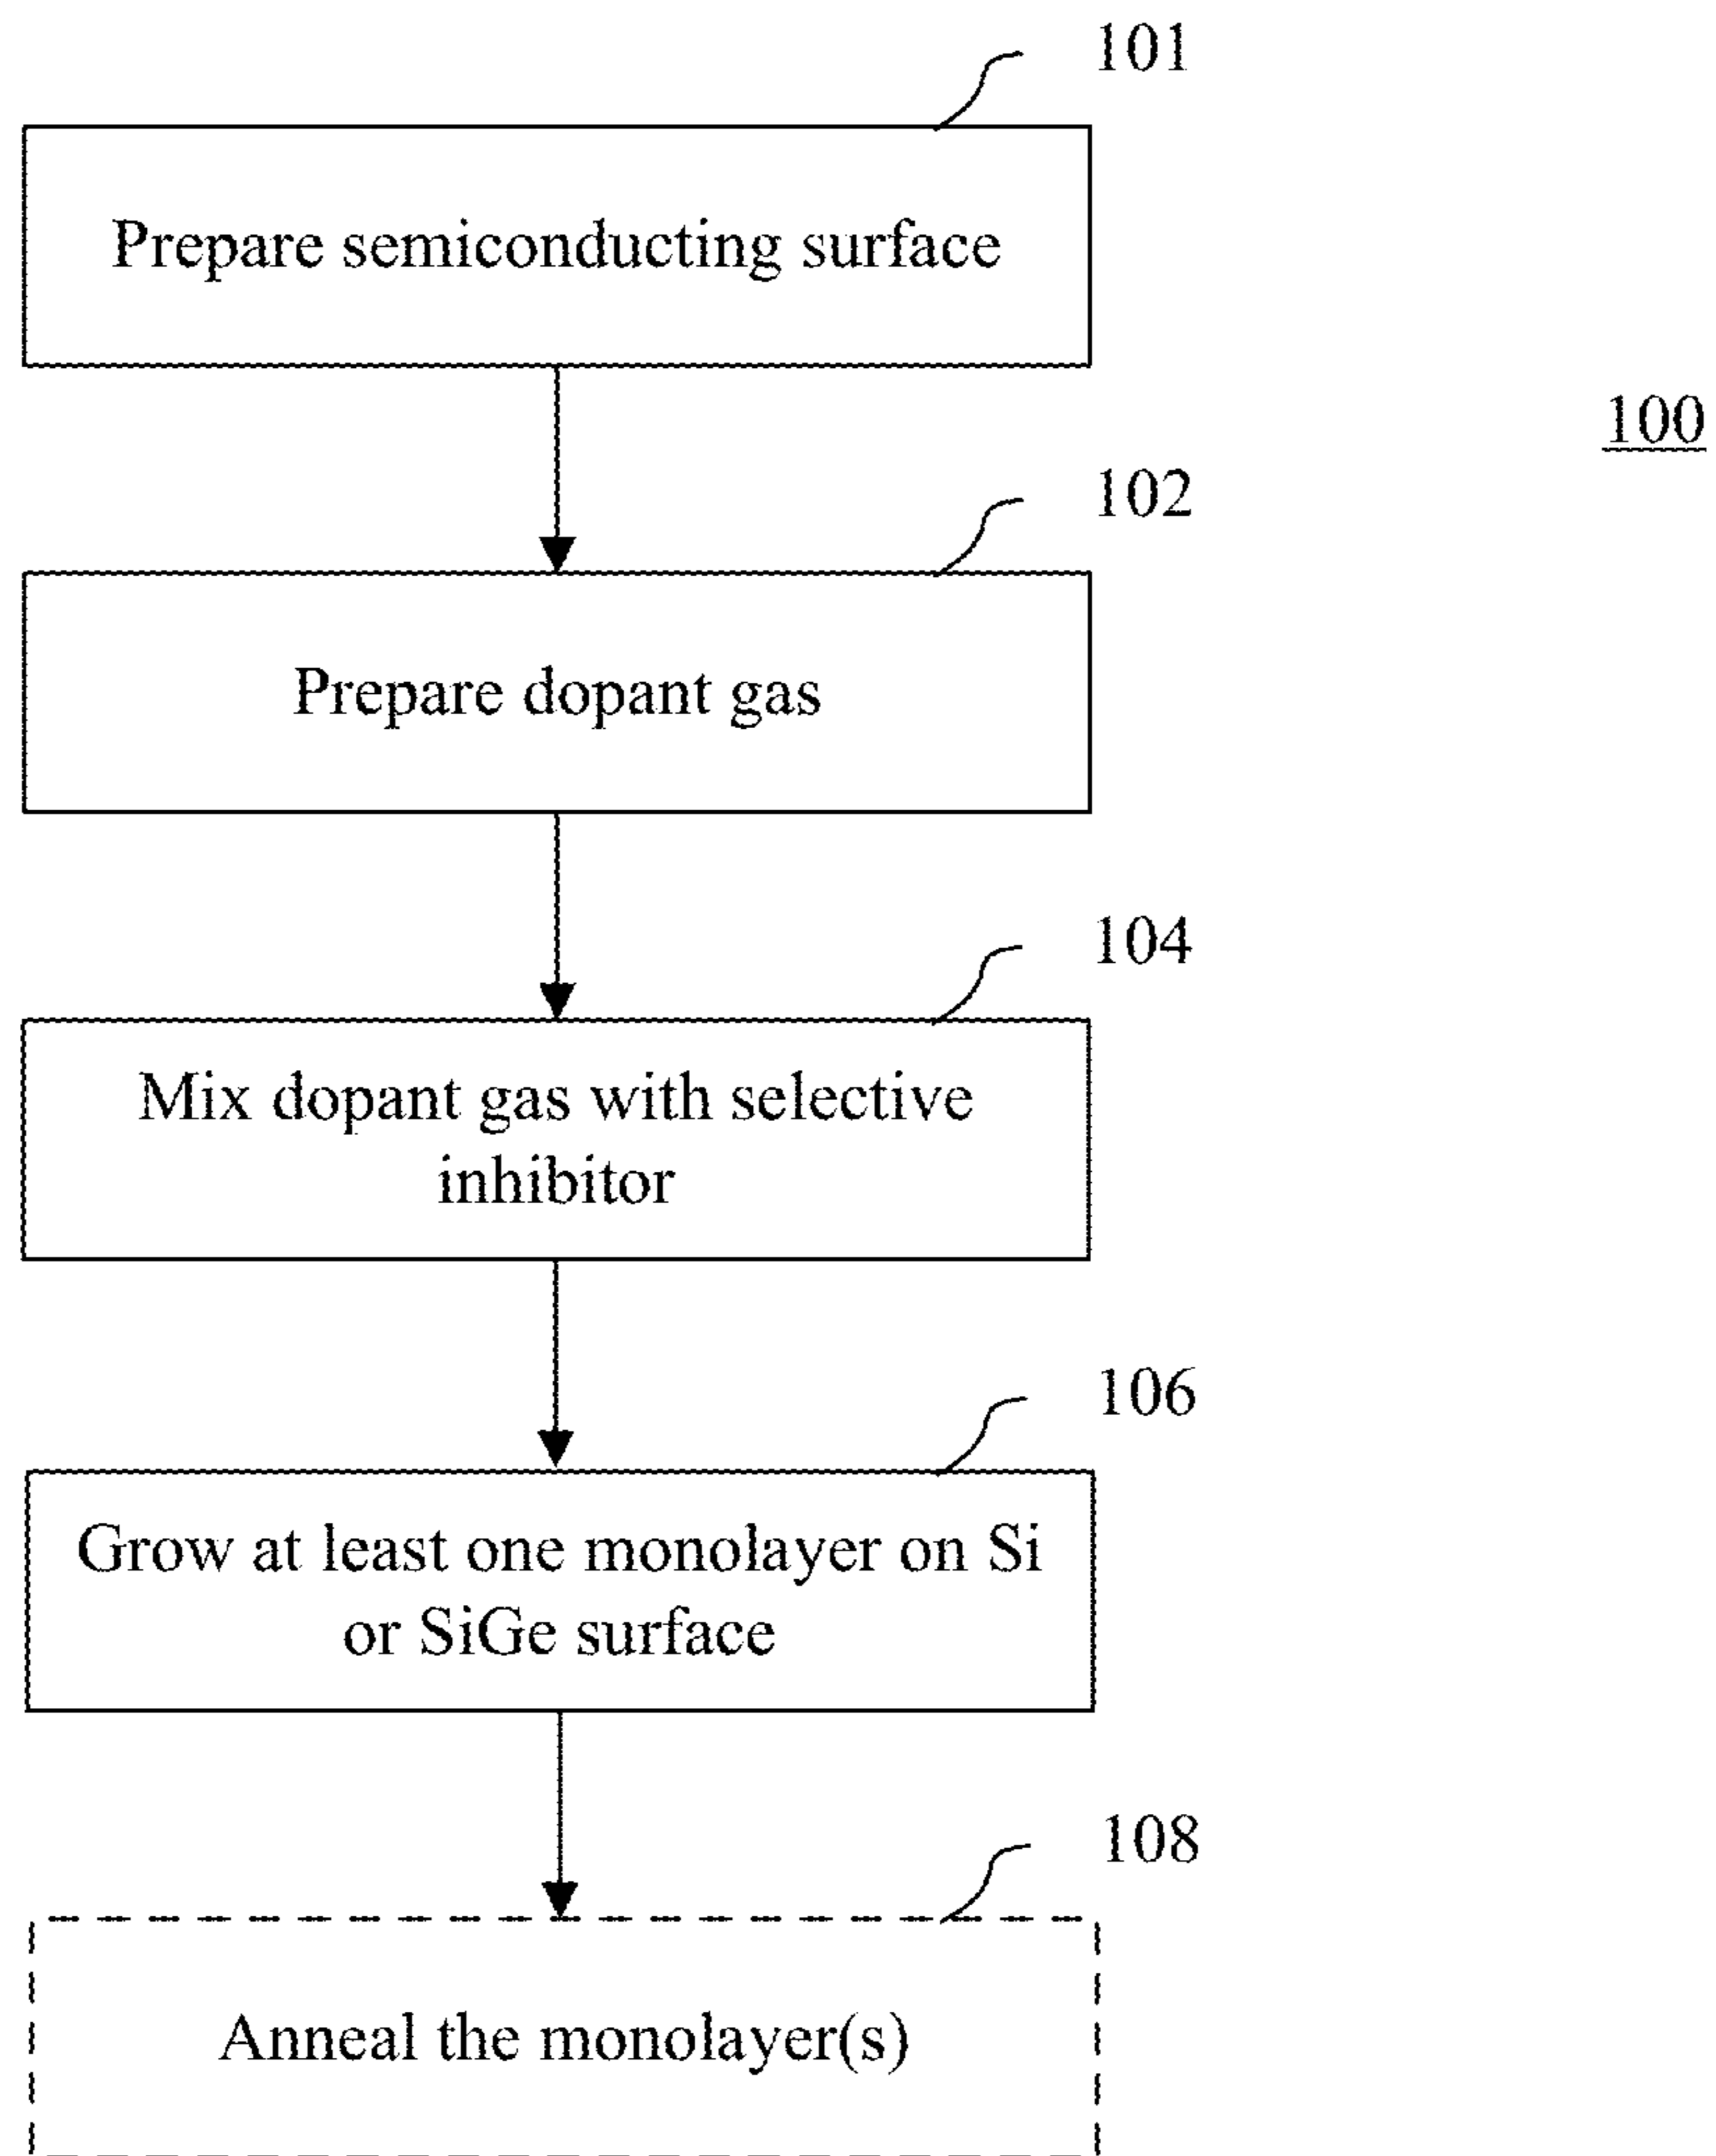 101
Prepare semiconducting surface
100
102
Prepare dopant gas
104
Mix dopant gas with selective
inhibitor
106
Grow at least one monolayer on Si
or SiGe surface
108
Anneal the monolayer(s)